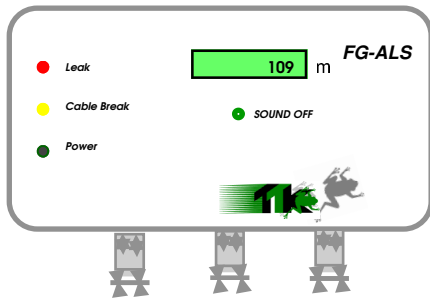 FG-ALS
Leak
109 m
Cable Break
SOUND OFF
Power
TTK